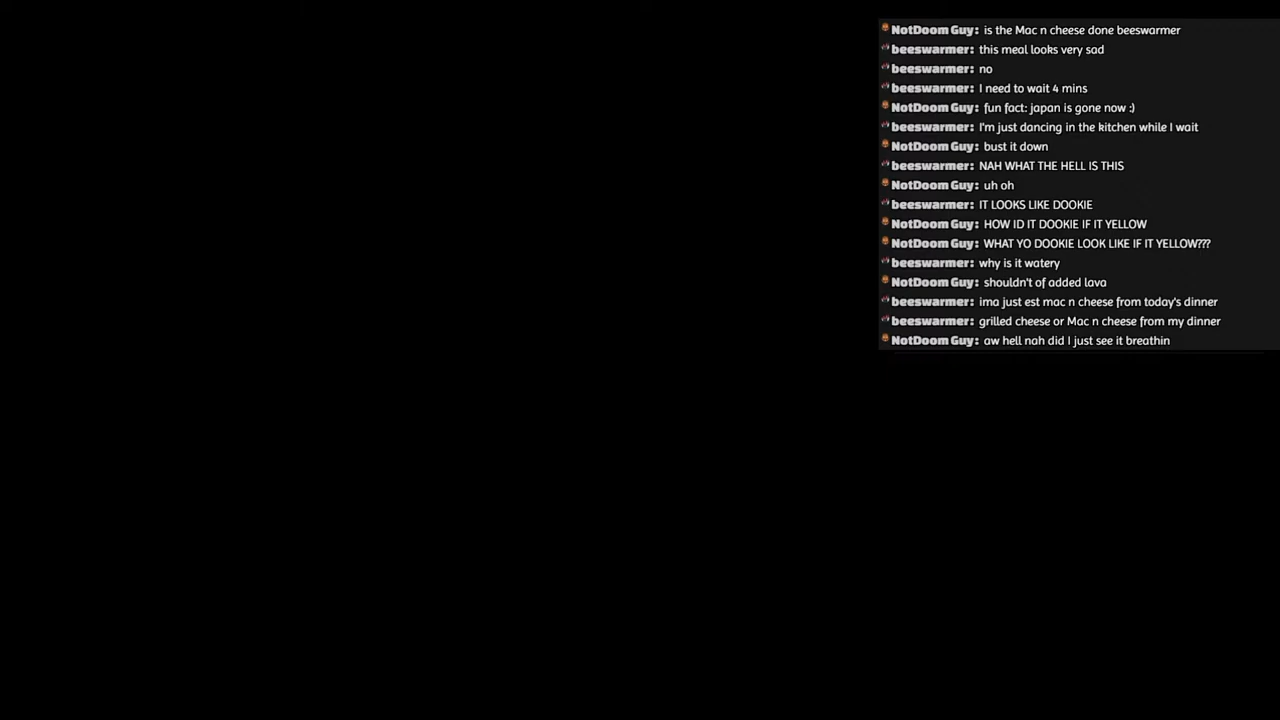 NotDoom Guy: is the Mac n cheese done beeswarmer
beeswarmer: this meal looks very sad
beeswarmer: no
beeswarmer: I need to wait 4 mins
NotDoom Guy: fun fact: japan is gone now :)
beeswarmer: I'm just dancing in the kitchen while I wait
NotDoom Guy: bust it down
beeswarmer: NAH WHAT THE HELL IS THIS
NotDoom Guy: uh oh
beeswarmer: IT LOOKS LIKE DOOKIE
NotDoom Guy: HOW ID IT DOOKIE IF IT YELLOW
NotDoom Guy: WHAT YO DOOKIE LOOK LIKE IF IT YELLOW???
beeswarmer: why is it watery
NotDoom Guy: shouldn't of added lava
beeswarmer: ima just est mac n cheese from today's dinner
beeswarmer: grilled cheese or Mac n cheese from my dinner
NotDoom Guy: aw hell nah did I just see it breathin